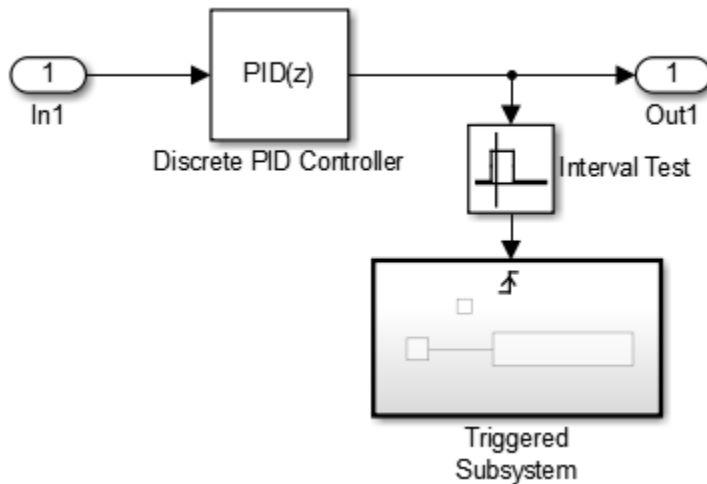 1
In1
PID(z)
Discrete PID Controller
1
Out1
Interval Test
Triggered
Subsystem